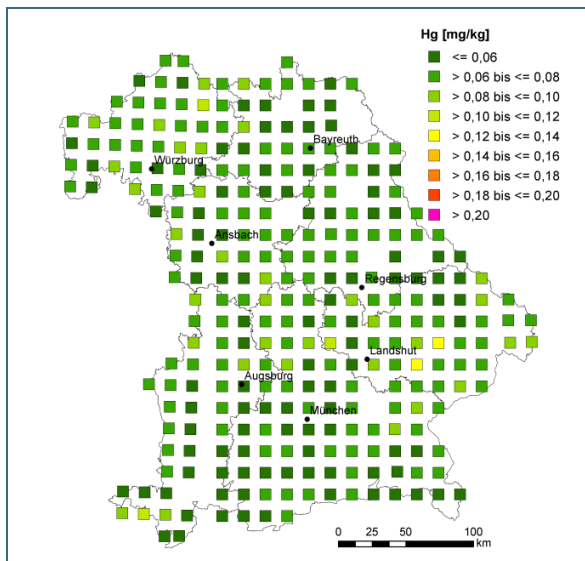 Hg [mg/kg]
<= 0,06
> 0,06 bis <= 0,08
> 0,08 bis <= 0,10
> 0,10 bis <= 0,12
> 0,12 bis <= 0,14
> 0,14 bis <= 0,16
> 0,16 bis <= 0,18
> 0,18 bis <= 0,20
> 0,20
Bayreuth
Würzburg
Ansbach
Regensburg
Landshut
Augsburg
München
0 25 50 100
km